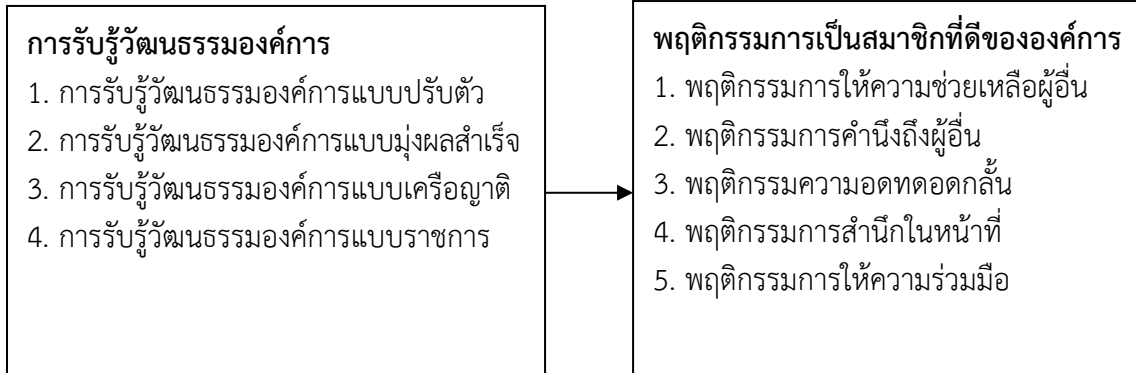 การรับรู้วัฒนธรรมองค์การ
1. การรับรู้วัฒนธรรมองค์การแบบปรับตัว
2. การรับรู้วัฒนธรรมองค์การแบบมุ่งผลสำเร็จ
3. การรับรู้วัฒนธรรมองค์การแบบเครือญาติ
4. การรับรู้วัฒนธรรมองค์การแบบราชการ
พฤติกรรมการเป็นสมาชิกที่ดีขององค์การ
1. พฤติกรรมการให้ความช่วยเหลือผู้อื่น
2. พฤติกรรมการคำนึงถึงผู้อื่น
3. พฤติกรรมความอดทดอดกลั้น
4. พฤติกรรมการสำนึกในหน้าที่
5. พฤติกรรมการให้ความร่วมมือ